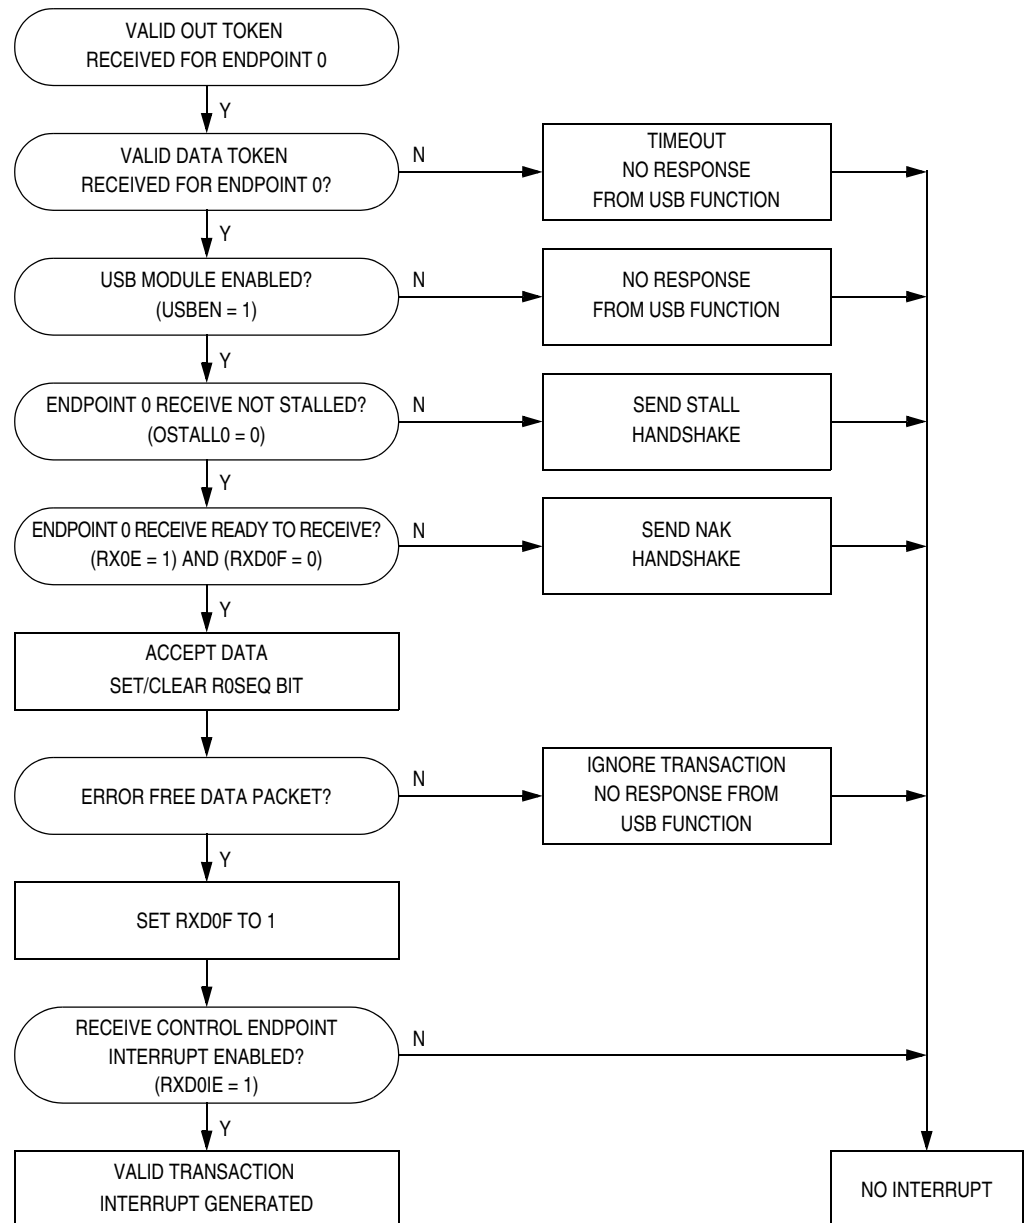 VALID OUT TOKEN
RECEIVED FOR ENDPOINT 0
Y
VALID DATA TOKEN
RECEIVED FOR ENDPOINT 0?
N
TIMEOUT
NO RESPONSE
FROM USB FUNCTION
Y
USB MODULE ENABLED?
(USBEN = 1)
N
NO RESPONSE
FROM USB FUNCTION
Y
ENDPOINT 0 RECEIVE NOT STALLED?
(OSTALL0 = 0)
N
SEND STALL
HANDSHAKE
Y
ENDPOINT 0 RECEIVE READY TO RECEIVE?
(RX0E = 1) AND (RXD0F = 0)
N
SEND NAK
HANDSHAKE
Y
ACCEPT DATA
SET/CLEAR R0SEQ BIT
ERROR FREE DATA PACKET?
N
IGNORE TRANSACTION
NO RESPONSE FROM
USB FUNCTION
Y
SET RXD0F TO 1
RECEIVE CONTROL ENDPOINT
INTERRUPT ENABLED?
(RXD0IE = 1)
N
Y
VALID TRANSACTION
INTERRUPT GENERATED
NO INTERRUPT